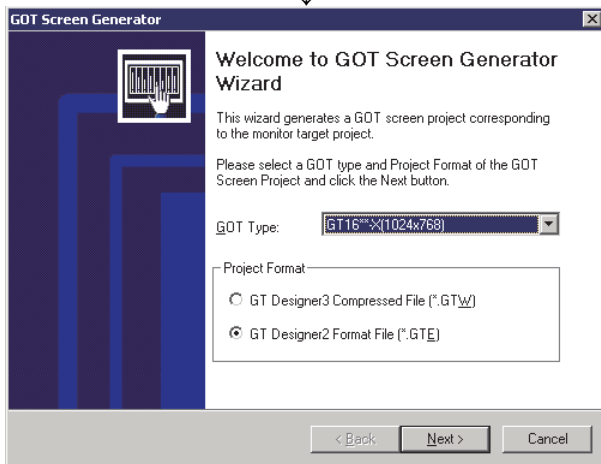 GOT Screen Generator
Welcome to GOT Screen Generator
Wizard
This wizard generates a GOT screen project corresponding
to the monitor target project.
Please select a GOT type and Project Format of the GOT
Screen Project and click the Next button.
GOT Type: GT16**-X(1024x768)
Project Format
GT Designer3 Compressed File (*.GTW)
GT Designer2 Format File (*.GTE)
< Back Next > Cancel